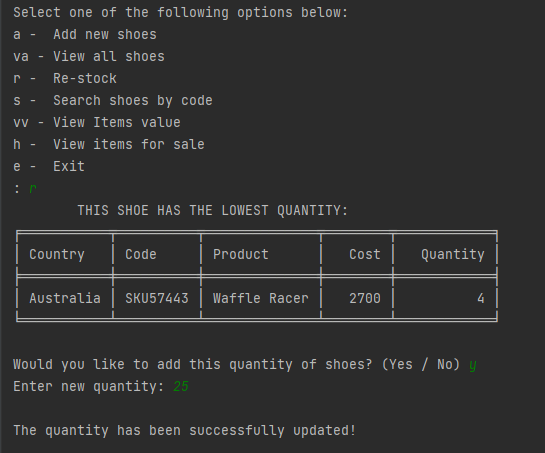 Select one of the following options below:
a -  Add new shoes
va - View all shoes
r -  Re-stock
s -  Search shoes by code
vv - View Items value
h -  View items for sale
e -  Exit
: r
THIS SHOE HAS THE LOWEST QUANTITY:
Country Code Product Cost Quantity
Australia SKU57443 Waffle Racer 2700 4
Would you like to add this quantity of shoes? (Yes / No) y
Enter new quantity: 25
The quantity has been successfully updated!